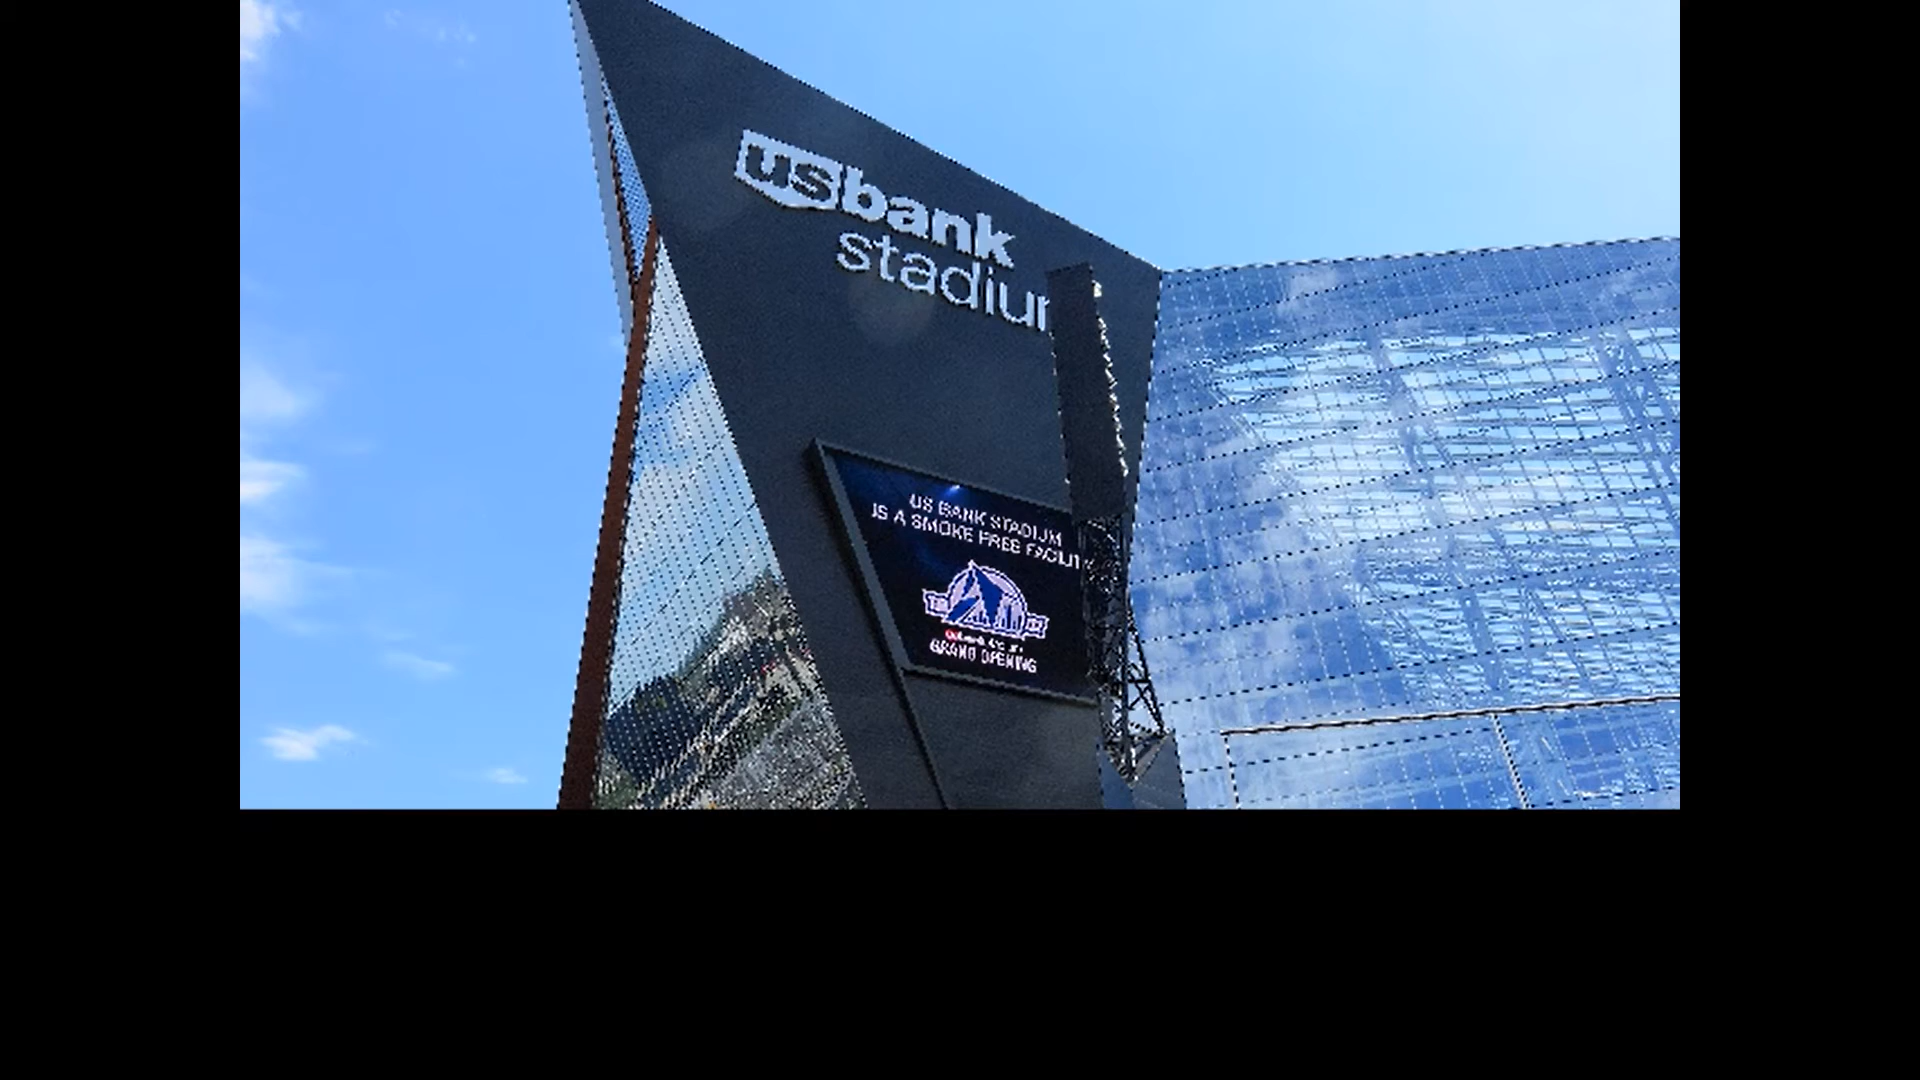 usbank
stadiu
US BANK STADIUM
IS A SMOKE FREE FACILIT
GRAND OPENING